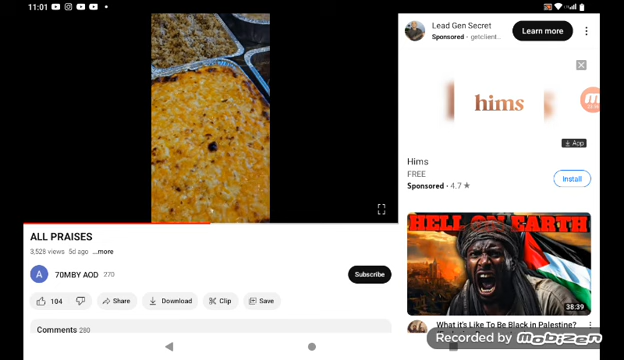 11:01
Lead Gen Secret
Sponsored · getclient...
Learn more
hims
App
Hims
FREE
Sponsored · 4.7 ★
Install
ALL PRAISES
3,528 views 5d ago ...more
A
70MBY AOD 270
Subscribe
104
Share
Download
Clip
Save
Comments 280
HELL ON EARTH
38:39
What it's Like To Be Black in Palestine?
Recorded by mobizen